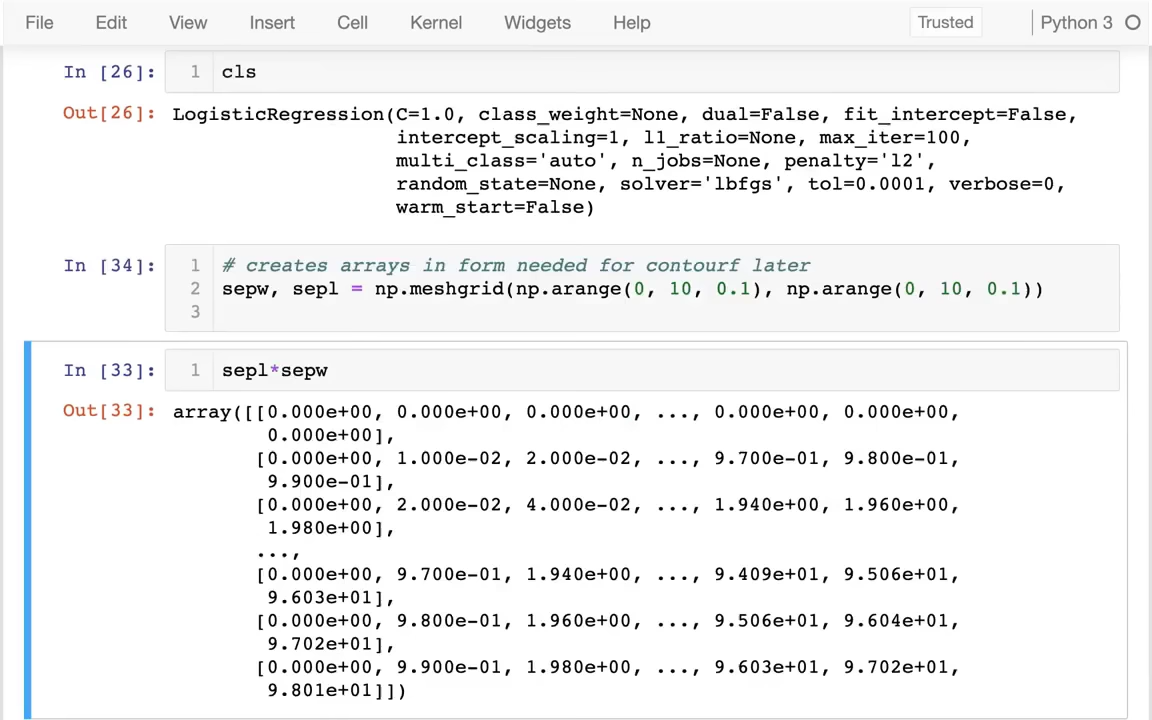 File Edit View Insert Cell Kernel Widgets Help Trusted Python 3
In [26]: 1 cls
Out[26]: LogisticRegression(C=1.0, class_weight=None, dual=False, fit_intercept=False,
intercept_scaling=1, l1_ratio=None, max_iter=100,
multi_class='auto', n_jobs=None, penalty='l2',
random_state=None, solver='lbfgs', tol=0.0001, verbose=0,
warm_start=False)
In [34]: 1 # creates arrays in form needed for contourf later
2 sepw, sepl = np.meshgrid(np.arange(0, 10, 0.1), np.arange(0, 10, 0.1))
3
In [33]: 1 sepl*sepw
Out[33]: array([[0.000e+00, 0.000e+00, 0.000e+00, ..., 0.000e+00, 0.000e+00,
0.000e+00],
[0.000e+00, 1.000e-02, 2.000e-02, ..., 9.700e-01, 9.800e-01,
9.900e-01],
[0.000e+00, 2.000e-02, 4.000e-02, ..., 1.940e+00, 1.960e+00,
1.980e+00],
...,
[0.000e+00, 9.700e-01, 1.940e+00, ..., 9.409e+01, 9.506e+01,
9.603e+01],
[0.000e+00, 9.800e-01, 1.960e+00, ..., 9.506e+01, 9.604e+01,
9.702e+01],
[0.000e+00, 9.900e-01, 1.980e+00, ..., 9.603e+01, 9.702e+01,
9.801e+01]])